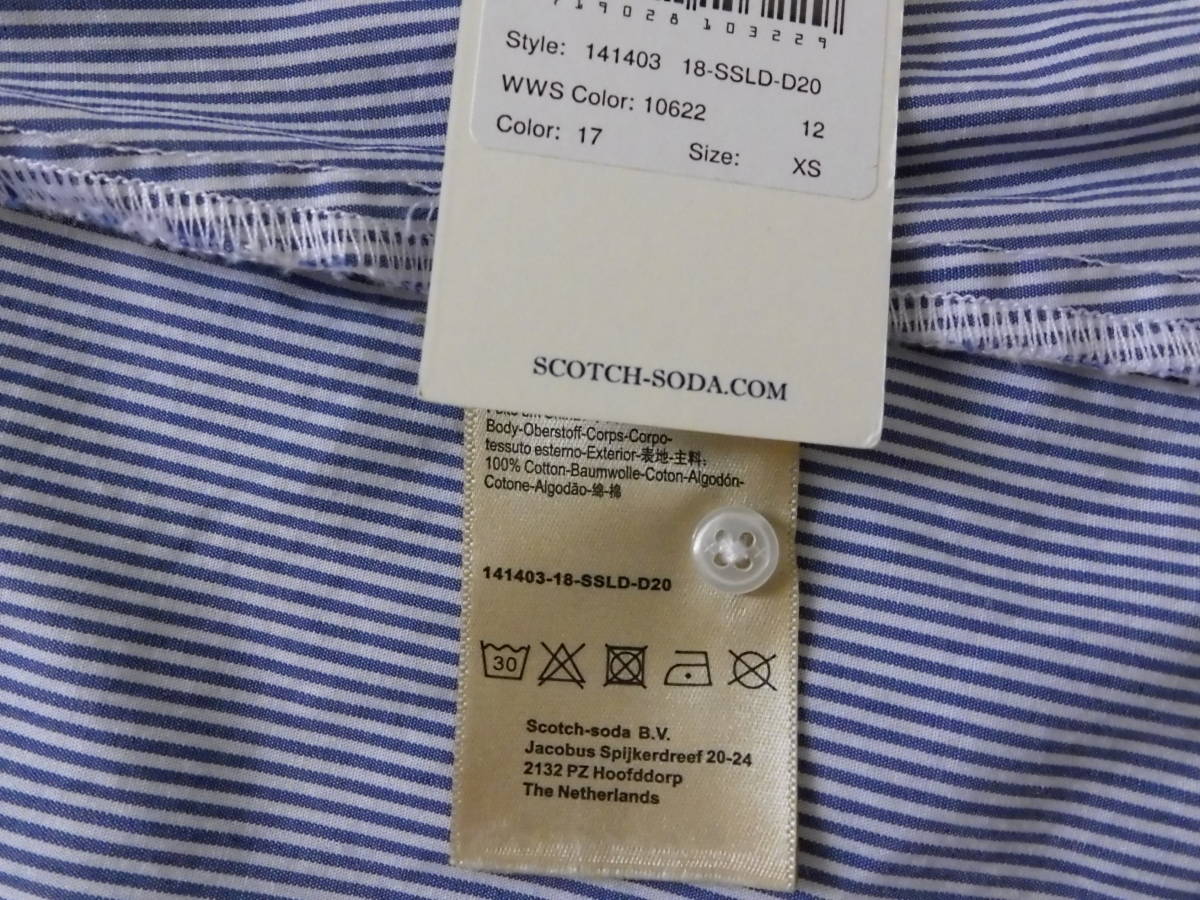 719028103229
Style: 141403 18-SSLD-D20
WWS Color: 10622 12
Color: 17 Size: XS
SCOTCH-SODA.COM
Body-Oberstoff-Corps-Corpo-
tessuto esterno-Exterior-表地-主料:
100% Cotton-Baumwolle-Coton-Algodón-
Cotone-Algodão-綿-棉
141403-18-SSLD-D20
30
Scotch-soda B.V.
Jacobus Spijkerdreef 20-24
2132 PZ Hoofddorp
The Netherlands